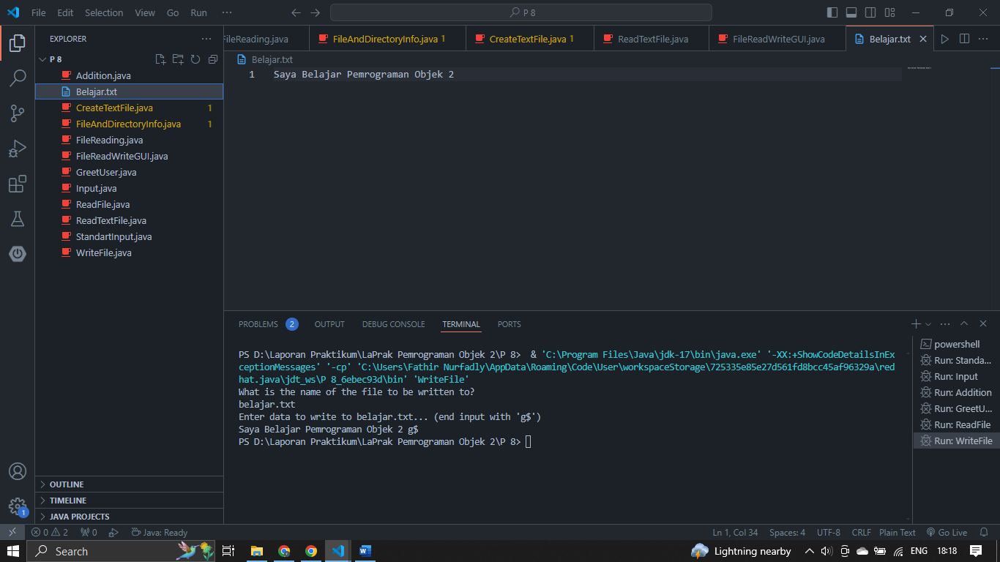 File Edit Selection View Go Run ··· P 8
EXPLORER
P 8
Addition.java
Belajar.txt
CreateTextFile.java 1
FileAndDirectoryInfo.java 1
FileReading.java
FileReadWriteGUI.java
GreetUser.java
Input.java
ReadFile.java
ReadTextFile.java
StandartInput.java
WriteFile.java
OUTLINE
TIMELINE
JAVA PROJECTS
1
FileReading.java FileAndDirectoryInfo.java 1 CreateTextFile.java 1 ReadTextFile.java FileReadWriteGUI.java Belajar.txt
Belajar.txt
1 Saya Belajar Pemrograman Objek 2
PROBLEMS 2 OUTPUT DEBUG CONSOLE TERMINAL PORTS
PS D:\Laporan Praktikum\LaPrak Pemrograman Objek 2\P 8> & 'C:\Program Files\Java\jdk-17\bin\java.exe' '-XX:+ShowCodeDetailsInEx
ceptionMessages' '-cp' 'C:\Users\Fathir Nurfadly\AppData\Roaming\Code\User\workspaceStorage\725335e85e27d561fd8bcc45af96329a\red
hat.java\jdt_ws\P 8_6ebec93d\bin' 'WriteFile'
What is the name of the file to be written to?
belajar.txt
Enter data to write to belajar.txt... (end input with 'g$')
Saya Belajar Pemrograman Objek 2 g$
PS D:\Laporan Praktikum\LaPrak Pemrograman Objek 2\P 8>
powershell
Run: Standa...
Run: Input
Run: Addition
Run: GreetU...
Run: ReadFile
Run: WriteFile
0 2 0 Java: Ready Ln 1, Col 34 Spaces: 4 UTF-8 CRLF Plain Text Go Live
Search Lightning nearby ENG 18:18